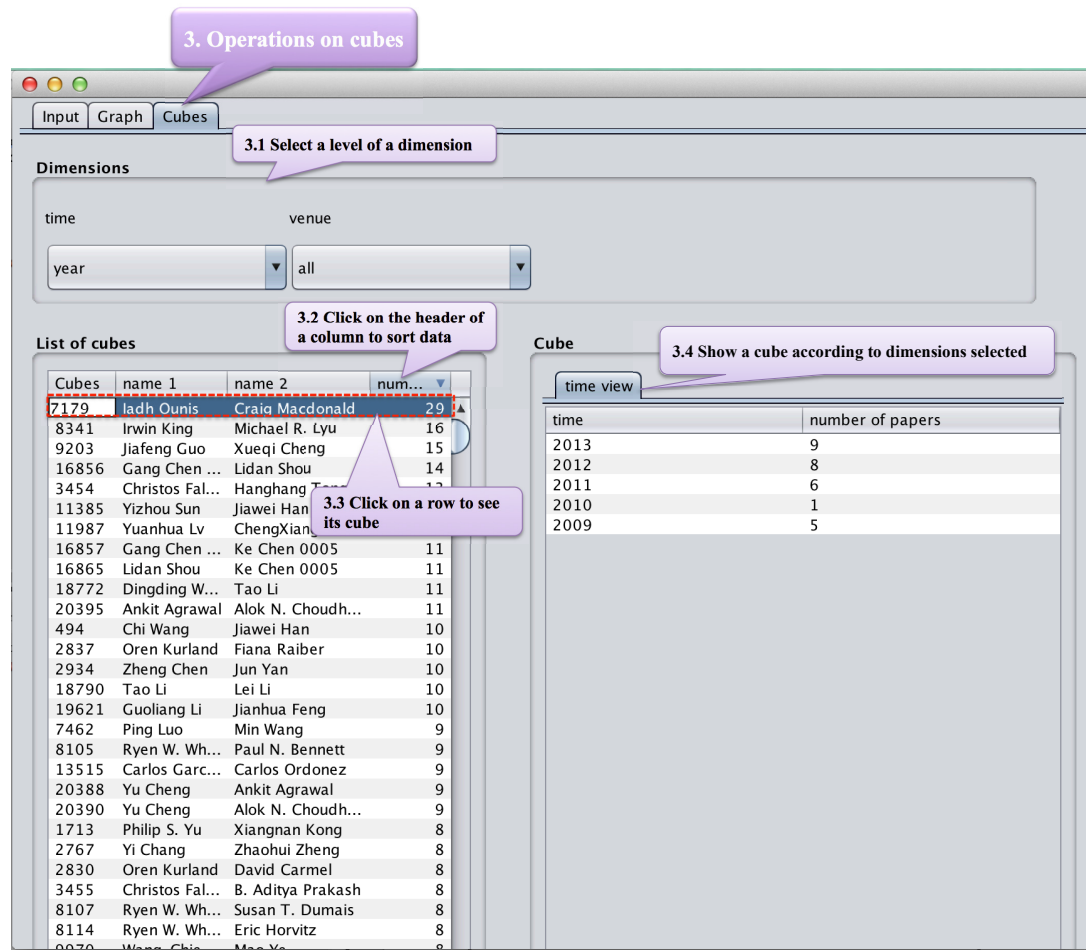 3. Operations on cubes
Input Graph Cubes
3.1 Select a level of a dimension
Dimensions
time venue
year all
3.2 Click on the header of
a column to sort data
List of cubes
Cube
3.4 Show a cube according to dimensions selected
time view
Cubes name 1 name 2 num...
7179 Iadh Ounis Craig Macdonald 29
8341 Irwin King Michael R. Lyu 16
9203 Jiafeng Guo Xueqi Cheng 15
16856 Gang Chen ... Lidan Shou 14
3454 Christos Fal... Hanghang
11385 Yizhou Sun Jiawei Han
11987 Yuanhua Lv ChengXian
3.3 Click on a row to see
its cube
16857 Gang Chen ... Ke Chen 0005 11
16865 Lidan Shou Ke Chen 0005 11
18772 Dingding W... Tao Li 11
20395 Ankit Agrawal Alok N. Choudh... 11
494 Chi Wang Jiawei Han 10
2837 Oren Kurland Fiana Raiber 10
2934 Zheng Chen Jun Yan 10
18790 Tao Li Lei Li 10
19621 Guoliang Li Jianhua Feng 10
7462 Ping Luo Min Wang 9
8105 Ryen W. Wh... Paul N. Bennett 9
13515 Carlos Garc... Carlos Ordonez 9
20388 Yu Cheng Ankit Agrawal 9
20390 Yu Cheng Alok N. Choudh... 9
1713 Philip S. Yu Xiangnan Kong 8
2767 Yi Chang Zhaohui Zheng 8
2830 Oren Kurland David Carmel 8
3455 Christos Fal... B. Aditya Prakash 8
8107 Ryen W. Wh... Susan T. Dumais 8
8114 Ryen W. Wh... Eric Horvitz 8
time number of papers
2013 9
2012 8
2011 6
2010 1
2009 5